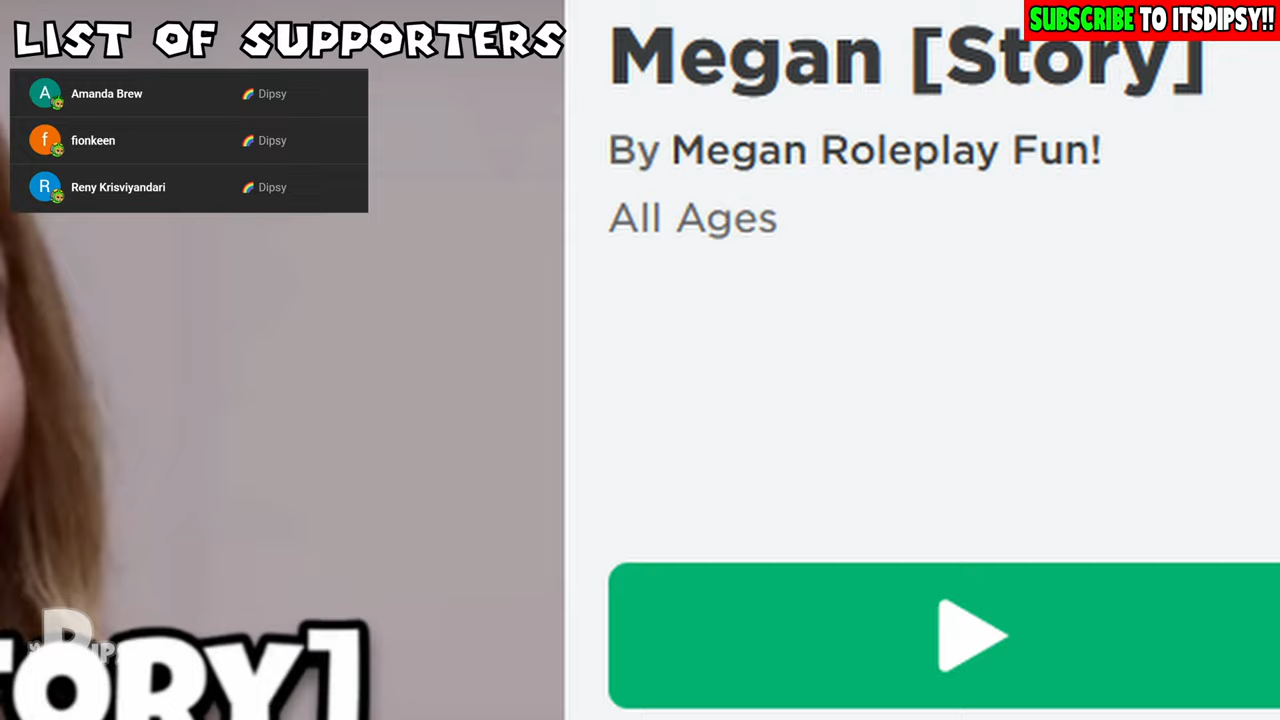 LIST OF SUPPORTERS
A Amanda Brew Dipsy
f fionkeen Dipsy
R Reny Krisviyandari Dipsy
SUBSCRIBE TO ITSDIPSY!!
Megan [Story]
By Megan Roleplay Fun!
All Ages
TORY]